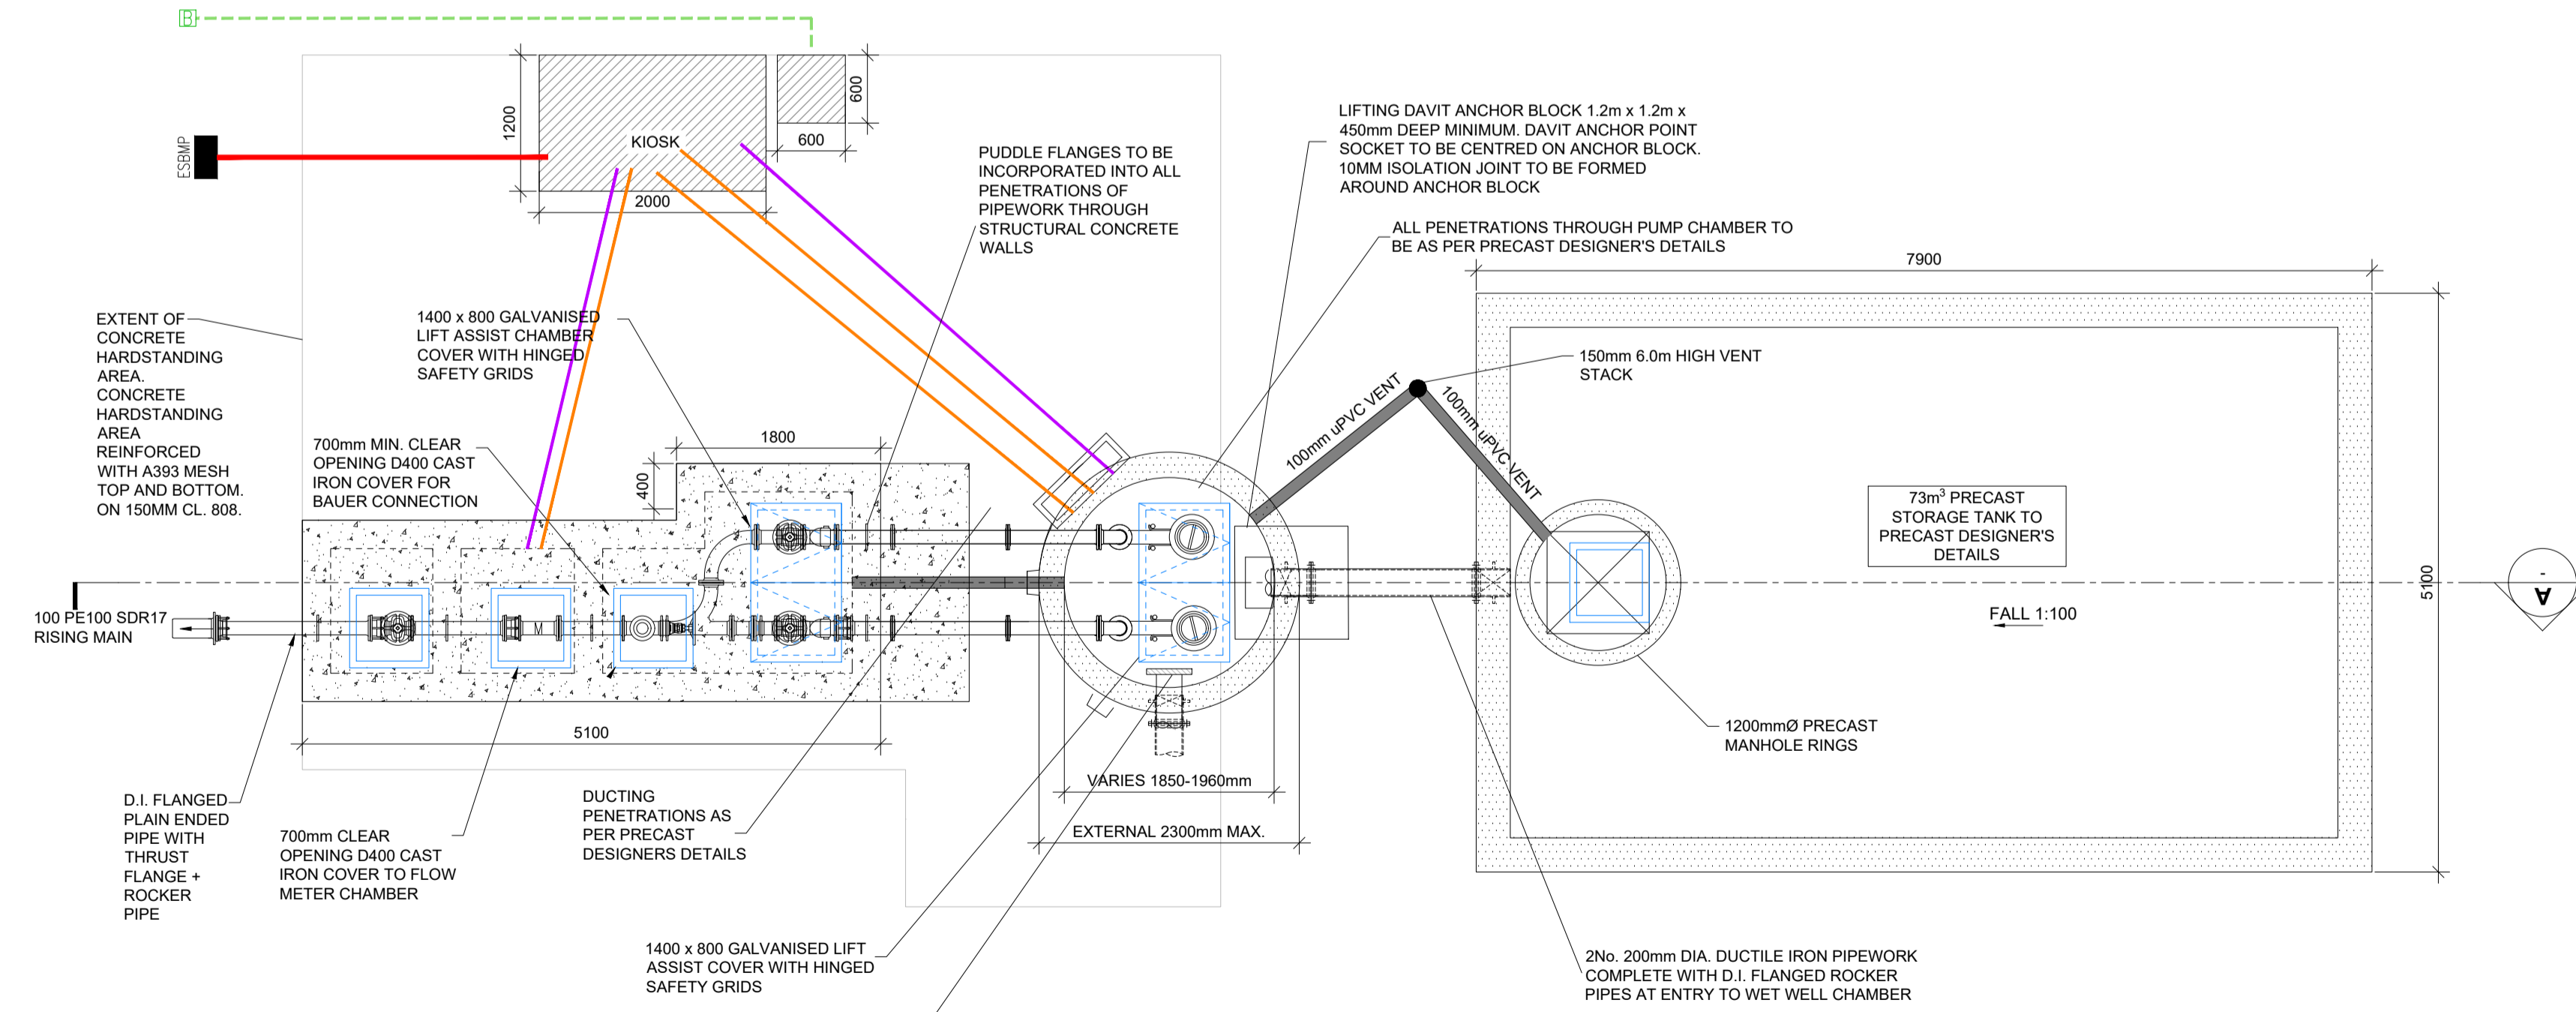 B
ESBMP
1200
KIOSK
2000
600
600
PUDDLE FLANGES TO BE
INCORPORATED INTO ALL
PENETRATIONS OF
PIPEWORK THROUGH
STRUCTURAL CONCRETE
WALLS
LIFTING DAVIT ANCHOR BLOCK 1.2m x 1.2m x
450mm DEEP MINIMUM. DAVIT ANCHOR POINT
SOCKET TO BE CENTRED ON ANCHOR BLOCK.
10MM ISOLATION JOINT TO BE FORMED
AROUND ANCHOR BLOCK
ALL PENETRATIONS THROUGH PUMP CHAMBER TO
BE AS PER PRECAST DESIGNER'S DETAILS
7900
EXTENT OF
CONCRETE
HARDSTANDING
AREA.
CONCRETE
HARDSTANDING
AREA
REINFORCED
WITH A393 MESH
TOP AND BOTTOM.
ON 150MM CL. 808.
1400 x 800 GALVANISED
LIFT ASSIST CHAMBER
COVER WITH HINGED
SAFETY GRIDS
700mm MIN. CLEAR
OPENING D400 CAST
IRON COVER FOR
BAUER CONNECTION
1800
400
100mm uPVC VENT
100mm uPVC VENT
150mm 6.0m HIGH VENT
STACK
73m³ PRECAST
STORAGE TANK TO
PRECAST DESIGNER'S
DETAILS
5100
-
A
FALL 1:100
100 PE100 SDR17
RISING MAIN
M
5100
1200mmØ PRECAST
MANHOLE RINGS
VARIES 1850-1960mm
EXTERNAL 2300mm MAX.
D.I. FLANGED
PLAIN ENDED
PIPE WITH
THRUST
FLANGE +
ROCKER
PIPE
700mm CLEAR
OPENING D400 CAST
IRON COVER TO FLOW
METER CHAMBER
DUCTING
PENETRATIONS AS
PER PRECAST
DESIGNERS DETAILS
1400 x 800 GALVANISED LIFT
ASSIST COVER WITH HINGED
SAFETY GRIDS
2No. 200mm DIA. DUCTILE IRON PIPEWORK
COMPLETE WITH D.I. FLANGED ROCKER
PIPES AT ENTRY TO WET WELL CHAMBER